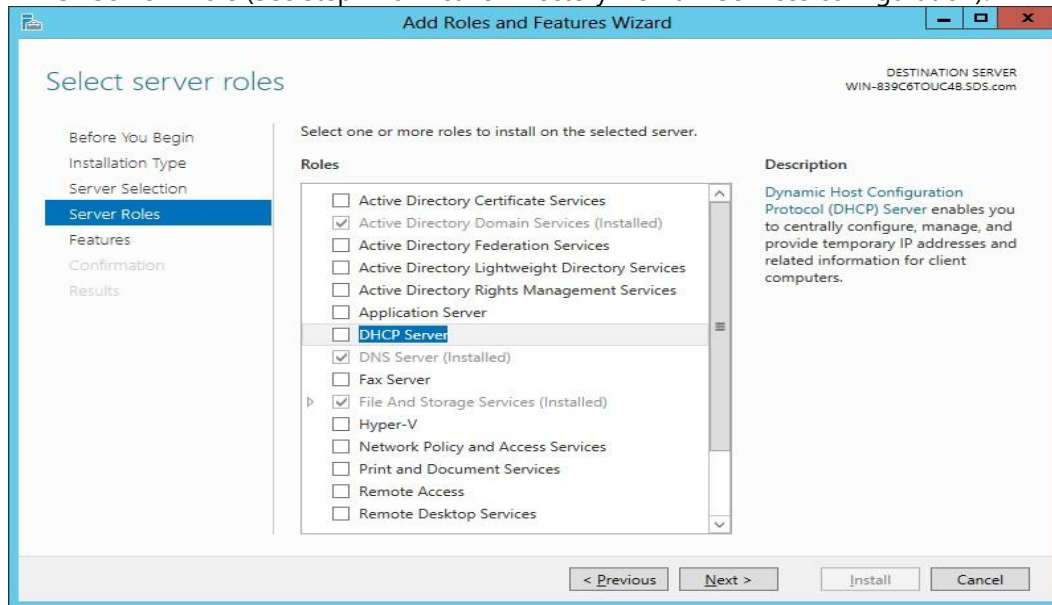 Add Roles and Features Wizard
Select server roles
DESTINATION SERVER
WIN-839C6TOUC4B.SDS.com
Before You Begin
Installation Type
Server Selection
Server Roles
Features
Confirmation
Results
Select one or more roles to install on the selected server.
Roles
Active Directory Certificate Services
Active Directory Domain Services (Installed)
Active Directory Federation Services
Active Directory Lightweight Directory Services
Active Directory Rights Management Services
Application Server
DHCP Server
DNS Server (Installed)
Fax Server
File And Storage Services (Installed)
Hyper-V
Network Policy and Access Services
Print and Document Services
Remote Access
Remote Desktop Services
Description
Dynamic Host Configuration
Protocol (DHCP) Server enables you
to centrally configure, manage, and
provide temporary IP addresses and
related information for client
computers.
< Previous
Next >
Install
Cancel